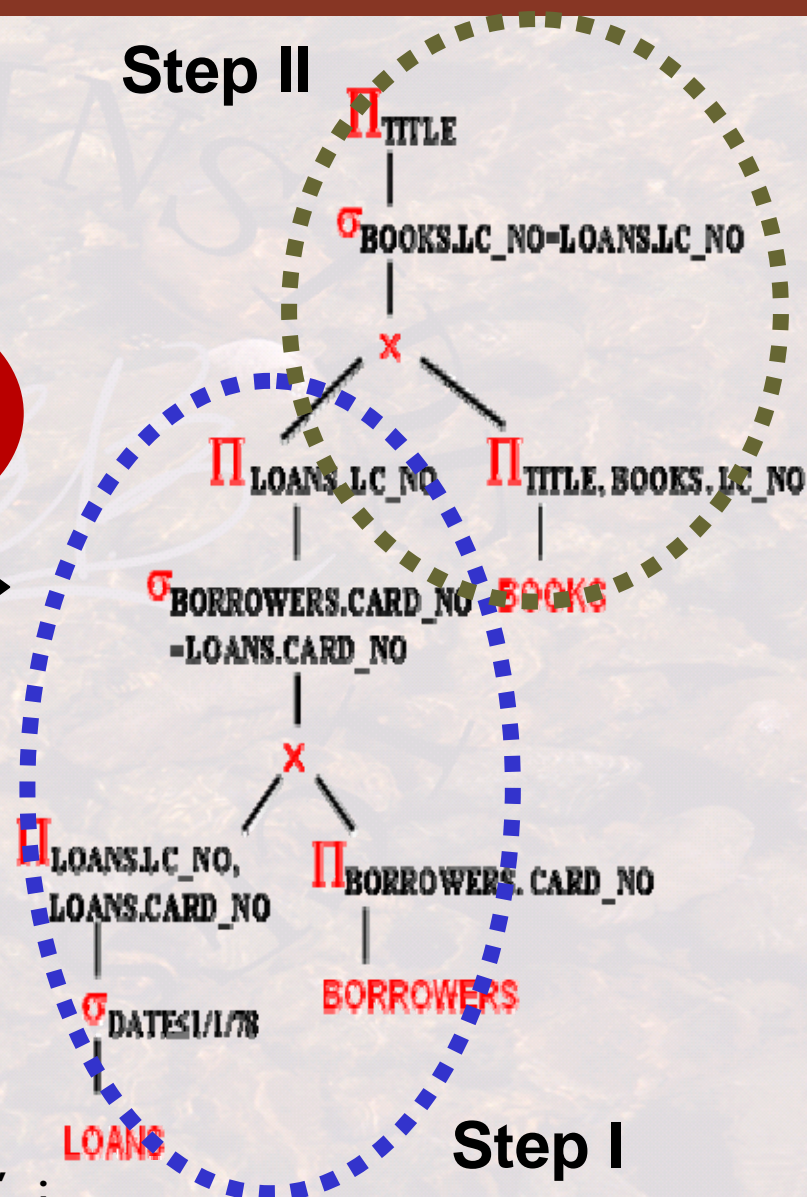 Step II
Π TITLE
σ BOOKS.LC_NO=LOANS.LC_NO
x
Π LOANS.LC_NO Π TITLE, BOOKS.LC_NO
σ BORROWERS.CARD_NO BOOKS
=LOANS.CARD_NO
x
Π LOANS.LC_NO, Π BORROWERS. CARD_NO
LOANS.CARD_NO
BORROWERS
σ DATE≤1/1/78
LOANS
Step I